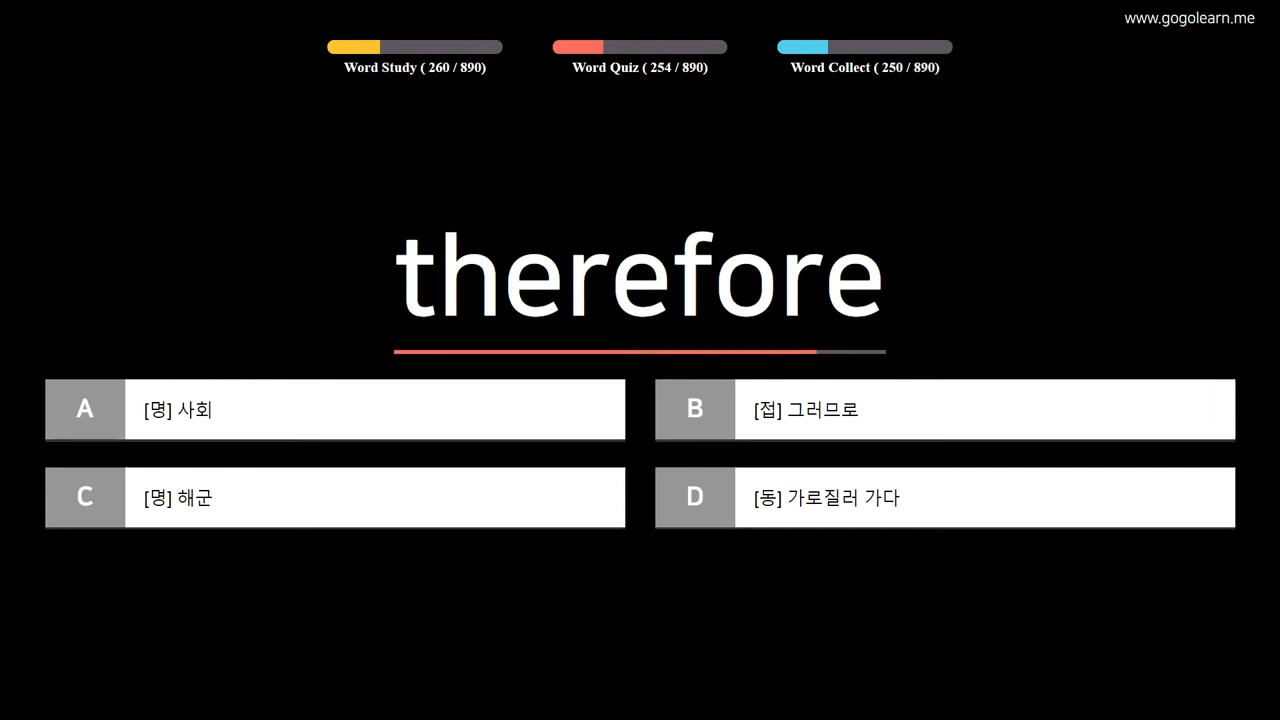 www.gogolearn.me
Word Study ( 260 / 890)
Word Quiz ( 254 / 890)
Word Collect ( 250 / 890)
therefore
A [명] 사회
B [접] 그러므로
C [명] 해군
D [동] 가로질러 가다